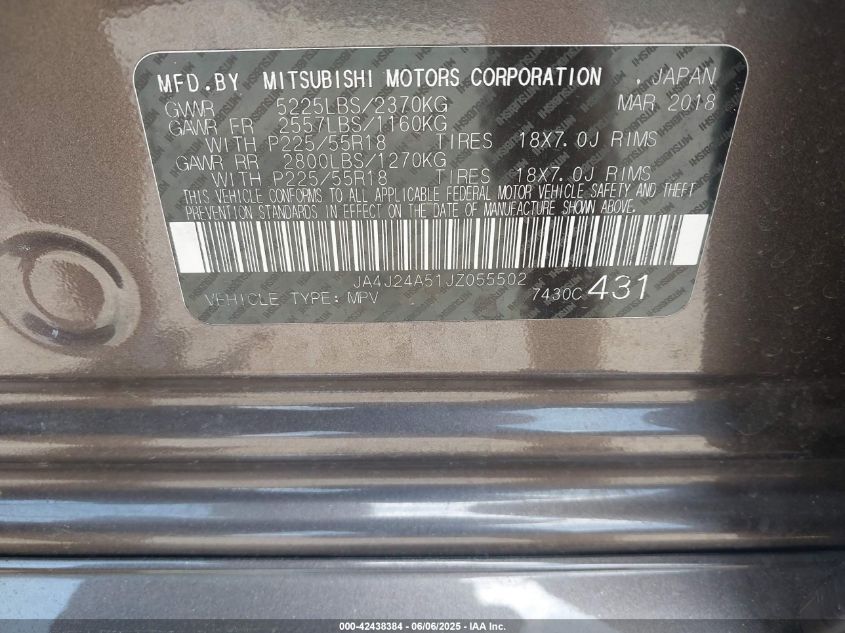 MFD.BY MITSUBISHI MOTORS CORPORATION , JAPAN
GVWR 5225LBS/2370KG MAR 2018
GAWR FR 2557LBS/1160KG
WITH P225/55R18 TIRES 18X7.0J RIMS
GAWR RR 2800LBS/1270KG
WITH P225/55R18 TIRES 18X7.0J RIMS
THIS VEHICLE CONFORMS TO ALL APPLICABLE FEDERAL MOTOR VEHICLE SAFETY AND THEFT
PREVENTION STANDARDS IN EFFECT ON THE DATE OF MANUFACTURE SHOWN ABOVE.
JA4J24A51JZ055502
VEHICLE TYPE: MPV 7430C 431
000-42438384 - 06/06/2025 - IAA Inc.